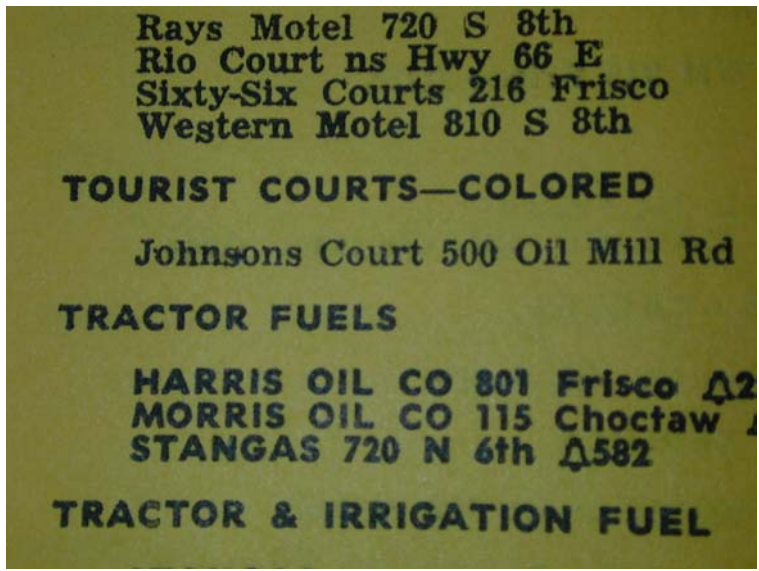 Rays Motel 720 S 8th
Rio Court ns Hwy 66 E
Sixty-Six Courts 216 Frisco
Western Motel 810 S 8th
TOURIST COURTS—COLORED
Johnsons Court 500 Oil Mill Rd
TRACTOR FUELS
HARRIS OIL CO 801 Frisco 🔔2
MORRIS OIL CO 115 Choctaw
STANGAS 720 N 6th 🔔582
TRACTOR & IRRIGATION FUEL